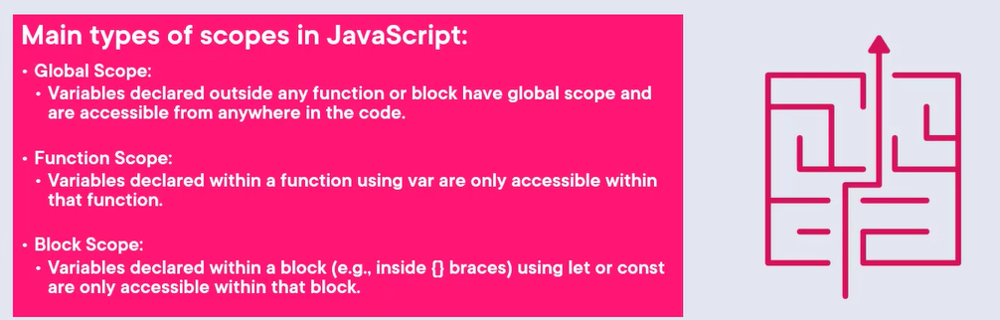 Main types of scopes in JavaScript:
• Global Scope:
• Variables declared outside any function or block have global scope and
are accessible from anywhere in the code.
• Function Scope:
• Variables declared within a function using var are only accessible within
that function.
• Block Scope:
• Variables declared within a block (e.g., inside {} braces) using let or const
are only accessible within that block.